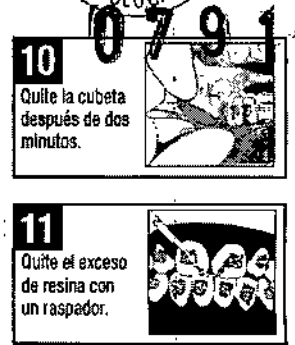 0791
10
Quite la cubeta
después de dos
minutos.
11
Quite el exceso
de resina con
un raspador.